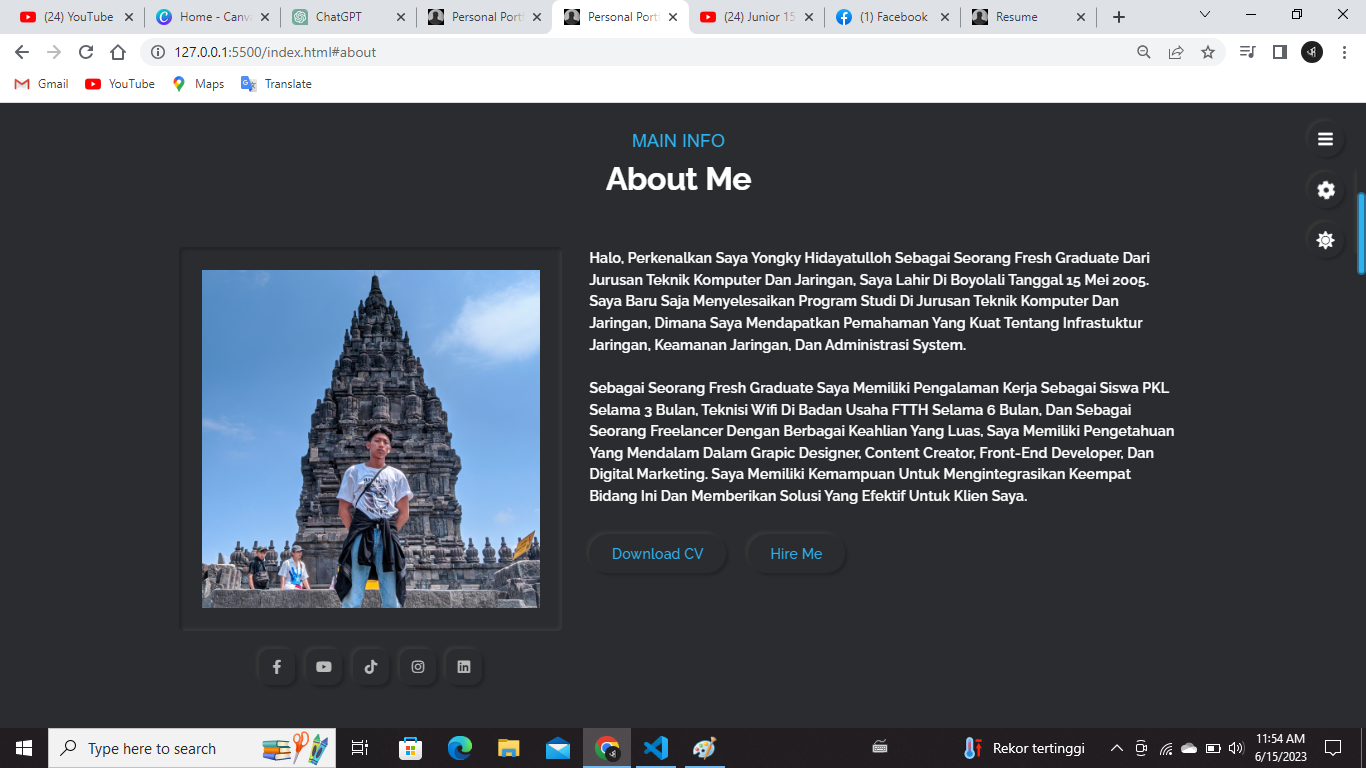 (24) YouTube
Home - Canv
ChatGPT
Personal Port
Personal Port
(24) Junior 15
(1) Facebook
Resume
127.0.0.1:5500/index.html#about
Gmail
YouTube
Maps
Translate
MAIN INFO
About Me
Halo, Perkenalkan Saya Yongky Hidayatulloh Sebagai Seorang Fresh Graduate Dari
Jurusan Teknik Komputer Dan Jaringan, Saya Lahir Di Boyolali Tanggal 15 Mei 2005.
Saya Baru Saja Menyelesaikan Program Studi Di Jurusan Teknik Komputer Dan
Jaringan, Dimana Saya Mendapatkan Pemahaman Yang Kuat Tentang Infrastuktur
Jaringan, Keamanan Jaringan, Dan Administrasi System.
Sebagai Seorang Fresh Graduate Saya Memiliki Pengalaman Kerja Sebagai Siswa PKL
Selama 3 Bulan, Teknisi Wifi Di Badan Usaha FTTH Selama 6 Bulan, Dan Sebagai
Seorang Freelancer Dengan Berbagai Keahlian Yang Luas, Saya Memiliki Pengetahuan
Yang Mendalam Dalam Grapic Designer, Content Creator, Front-End Developer, Dan
Digital Marketing. Saya Memiliki Kemampuan Untuk Mengintegrasikan Keempat
Bidang Ini Dan Memberikan Solusi Yang Efektif Untuk Klien Saya.
Download CV
Hire Me
Type here to search
Rekor tertinggi
11:54 AM
6/15/2023